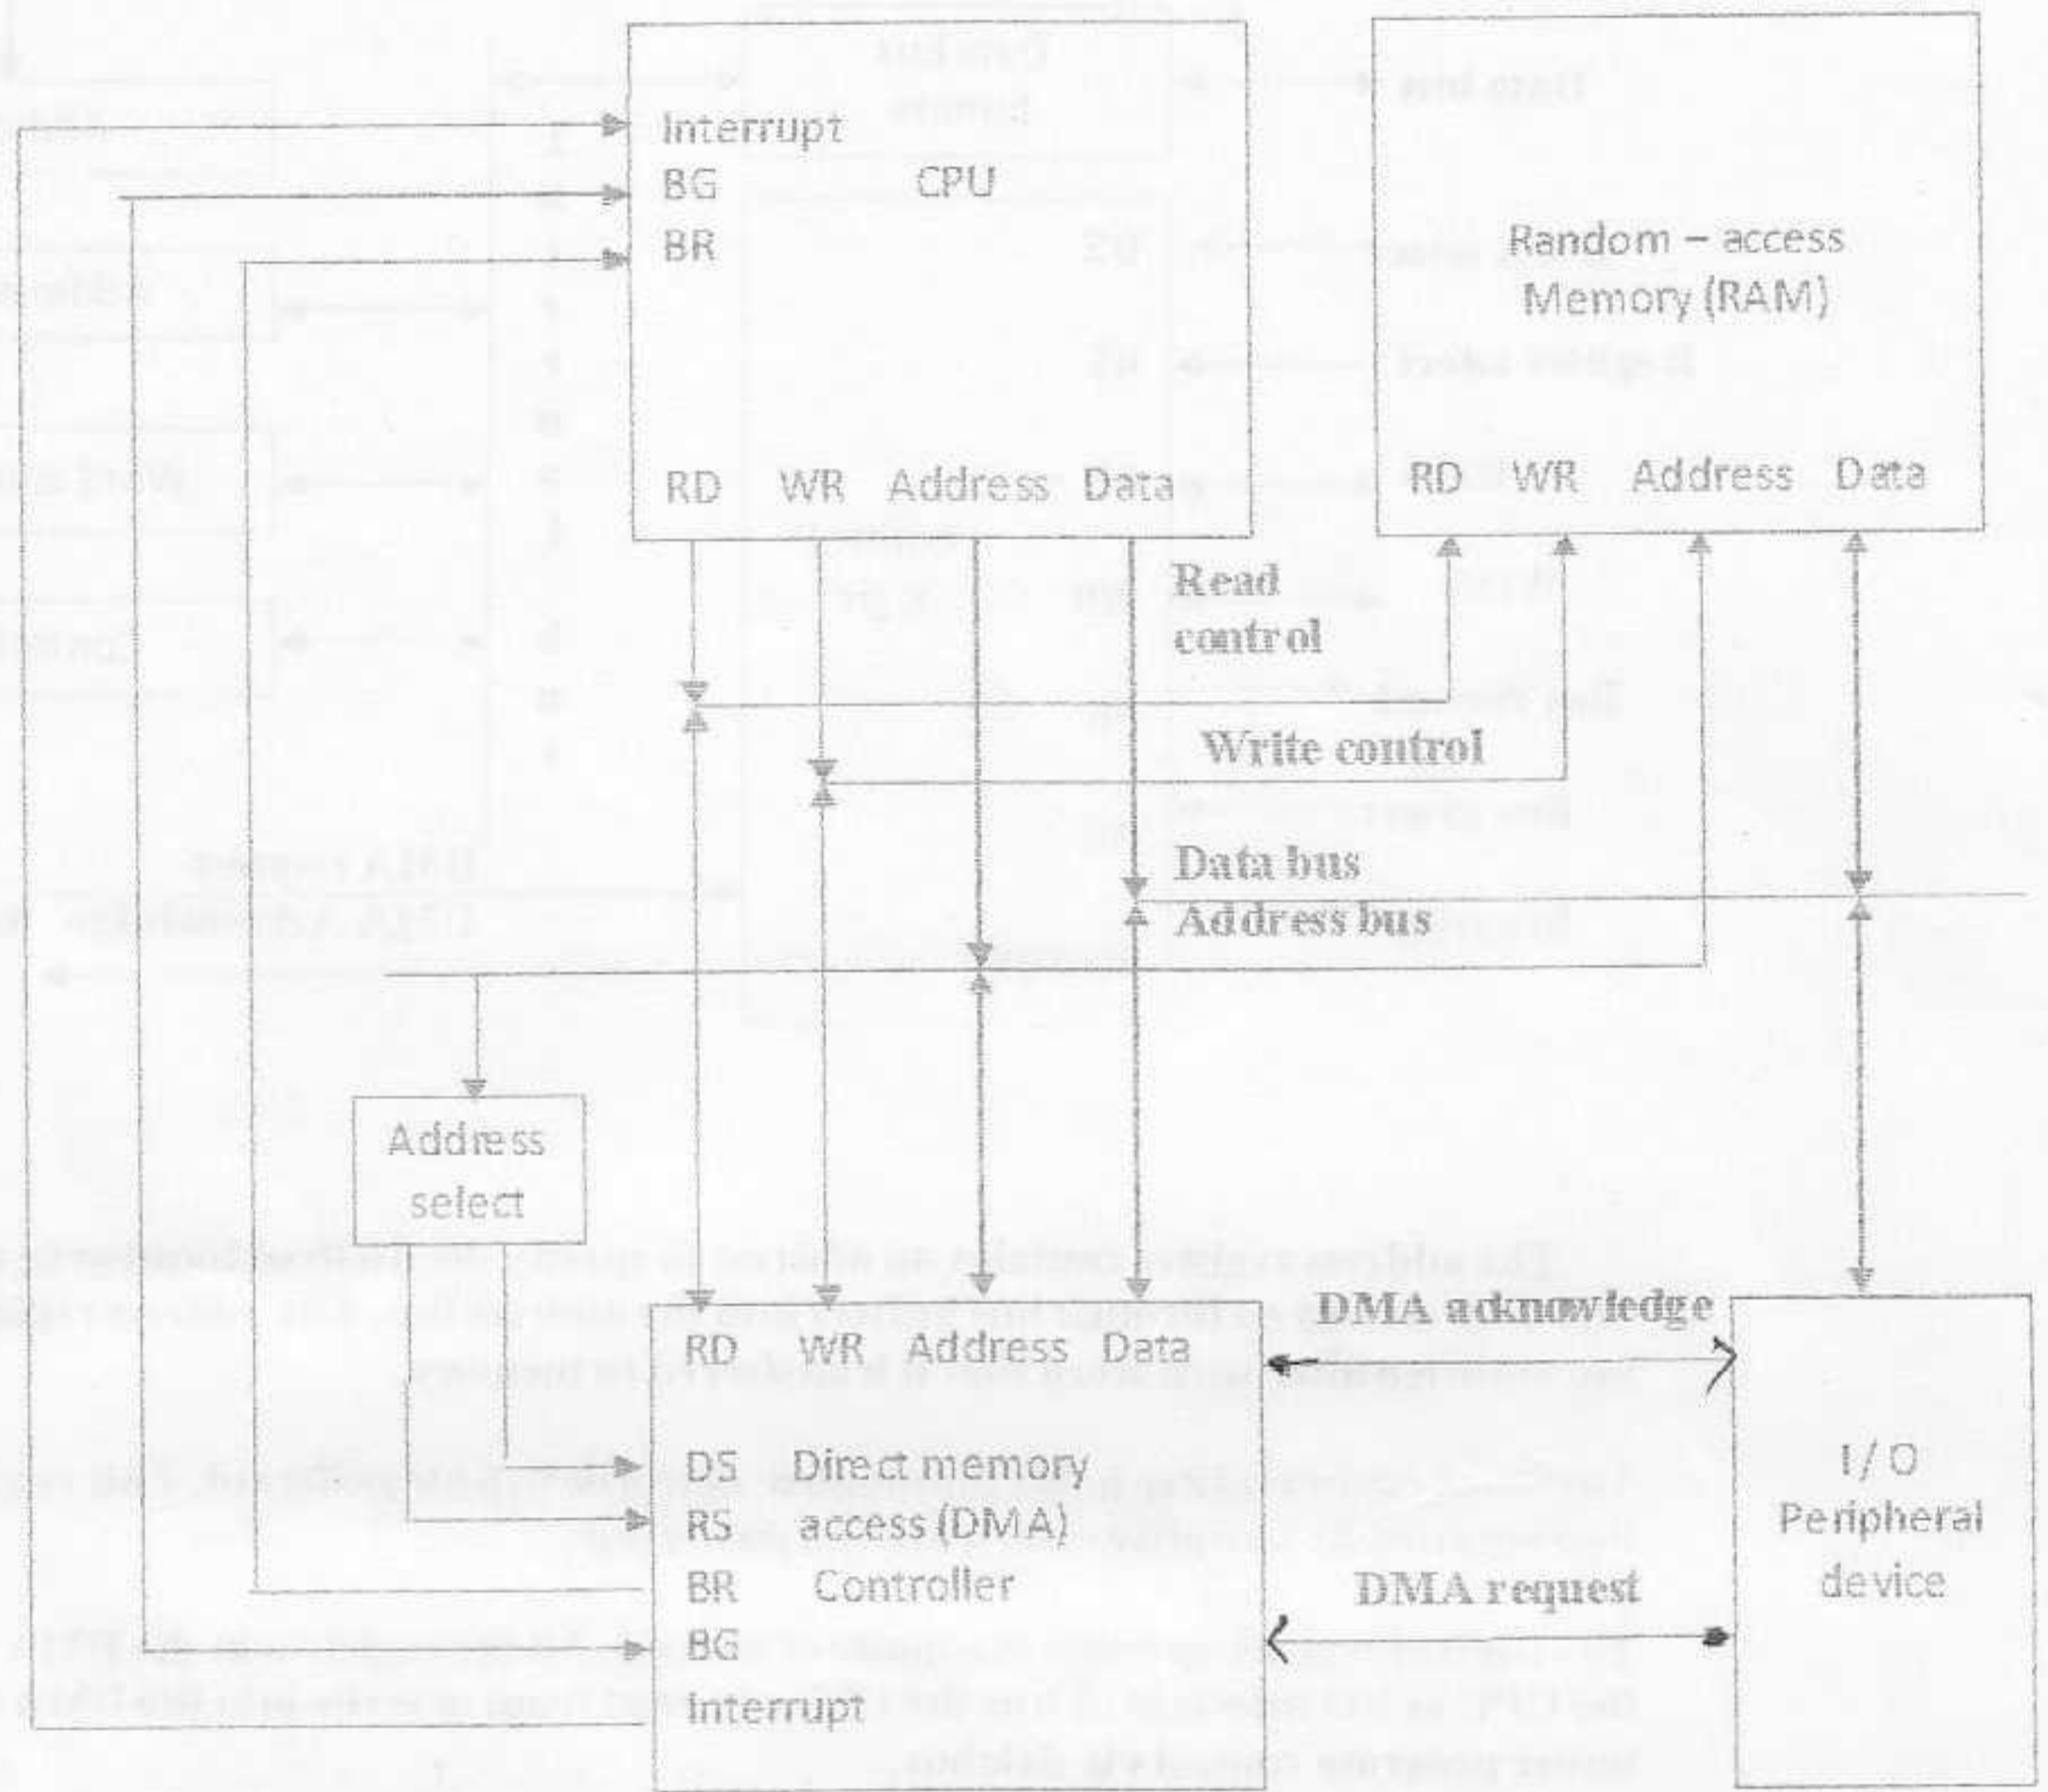 Interrupt
BG CPU
BR
RD WR Address Data
Random – access
Memory (RAM)
RD WR Address Data
Read
control
Write control
Data bus
Address bus
Address
select
RD WR Address Data
DS Direct memory
RS access (DMA)
BR Controller
BG
Interrupt
DMA acknowledge
DMA request
I / O
Peripheral
device